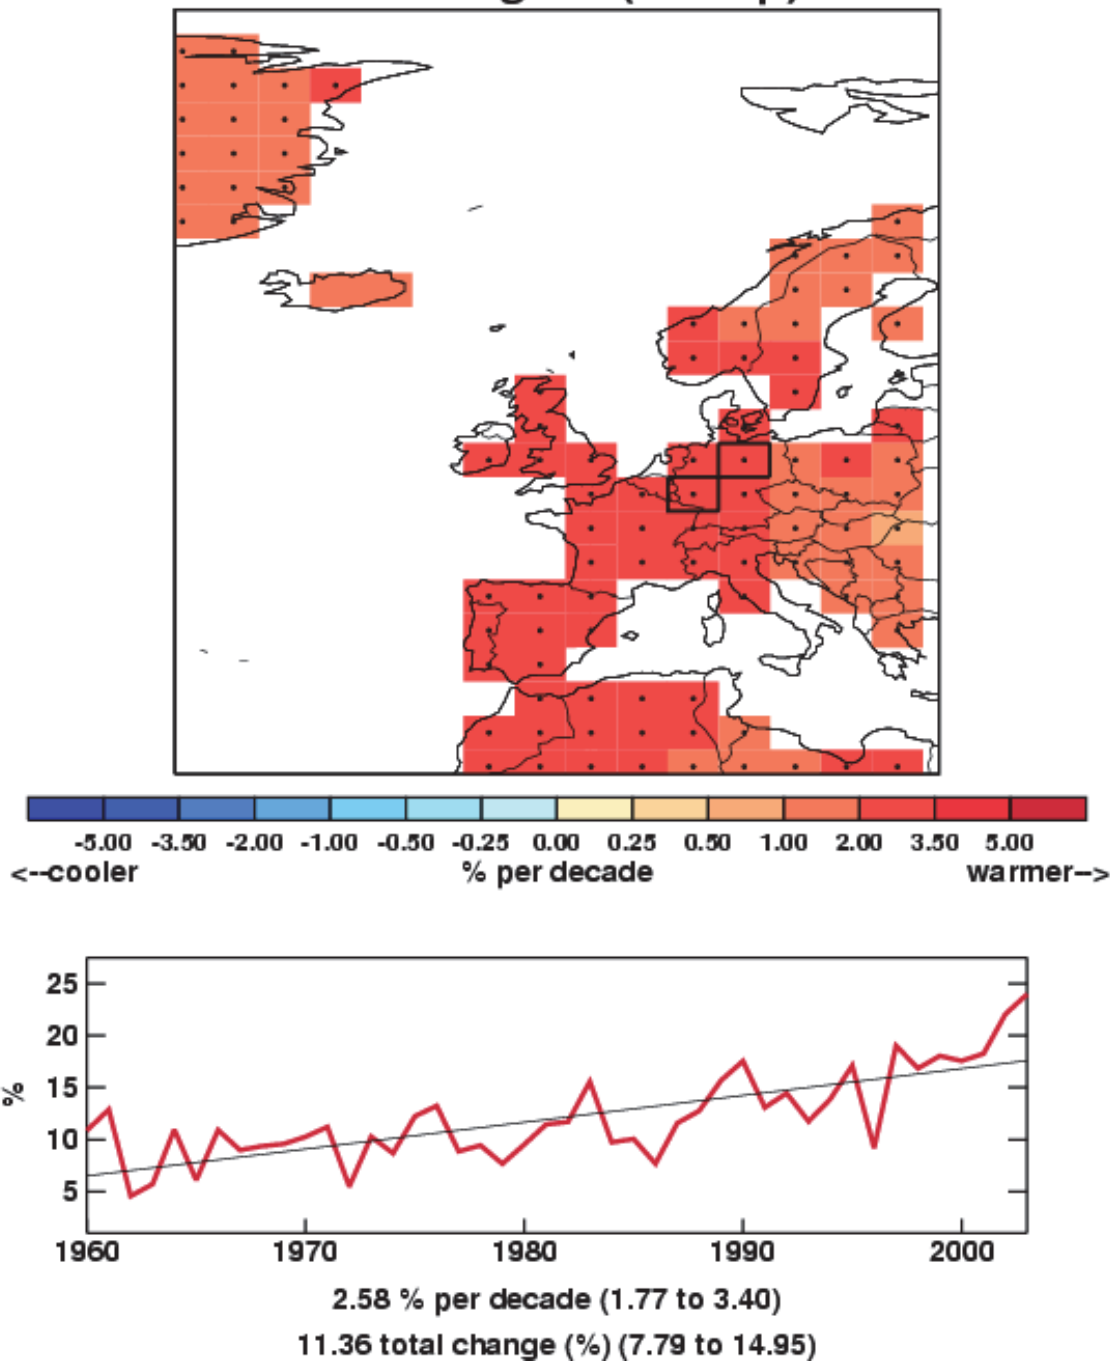 -5.00 -3.50 -2.00 -1.00 -0.50 -0.25 0.00 0.25 0.50 1.00 2.00 3.50 5.00
<--cooler % per decade warmer-->
25
20
15
10
5
%
1960 1970 1980 1990 2000
2.58 % per decade (1.77 to 3.40)
11.36 total change (%) (7.79 to 14.95)